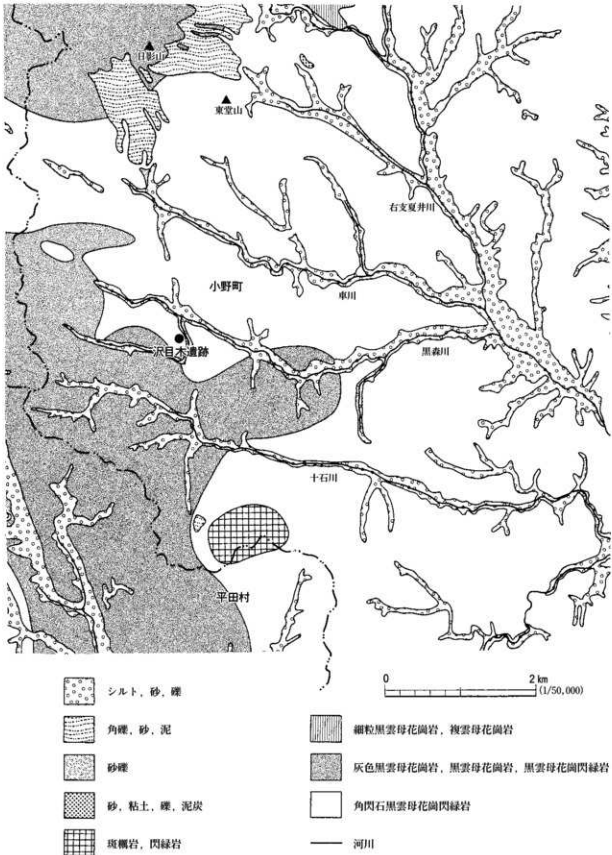 日影山
東堂山
右支夏井川
小野町
車川
沢目木遺跡
黒森川
十石川
平田村
0 2 km
(1/50,000)
シルト，砂，礫
角礫，砂，泥
砂礫
砂，粘土，礫，泥炭
斑糲岩，閃緑岩
細粒黒雲母花崗岩，複雲母花崗岩
灰色黒雲母花崗岩，黒雲母花崗岩，黒雲母花崗閃緑岩
角閃石黒雲母花崗閃緑岩
河川